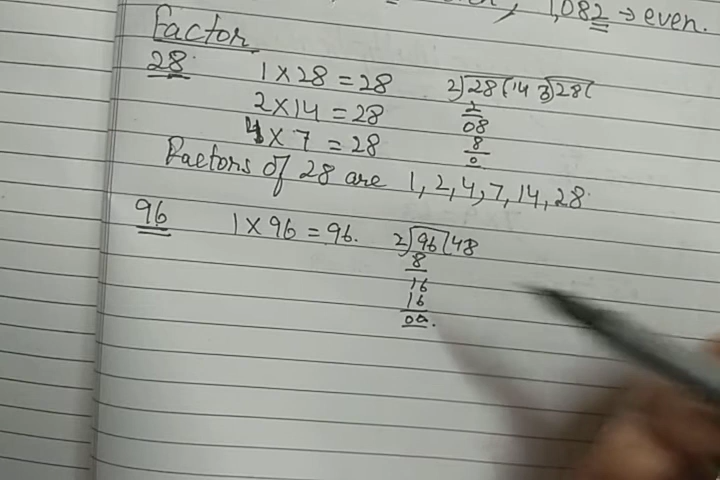 1,082 → even.
Factor
28 1 × 28 = 28 2)28(14 3)28(
2 × 14 = 28 2
08
4 × 7 = 28 8
0
Factors of 28 are 1, 2, 4, 7, 14, 28.
96 1 × 96 = 96. 2)96(48
8
16
16
00.